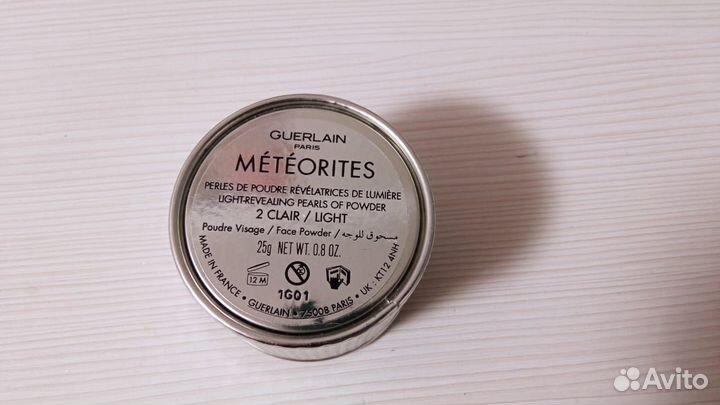 GUERLAIN
PARIS
MÉTÉORITES
PERLES DE POUDRE RÉVÉLATRICES DE LUMIÈRE
LIGHT-REVEALING PEARLS OF POWDER
2 CLAIR / LIGHT
Poudre Visage / Face Powder / مسحوق للوجه
25g NET WT. 0.8 OZ.
12 M
1G01
MADE IN FRANCE • GUERLAIN • 75008 PARIS • UK : KT12 4NH
Avito